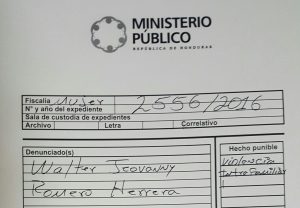 MINISTERIO
PÚBLICO
REPÚBLICA DE HONDURAS
Fiscalía Mujer
N° y año del expediente 2556/2016
Sala de custodia de expedientes
Archivo Letra Correlativo
Denunciado(s)
Walter Jeovanny
Romero Herrera
Hecho punible
Violencia
Intrafamiliar